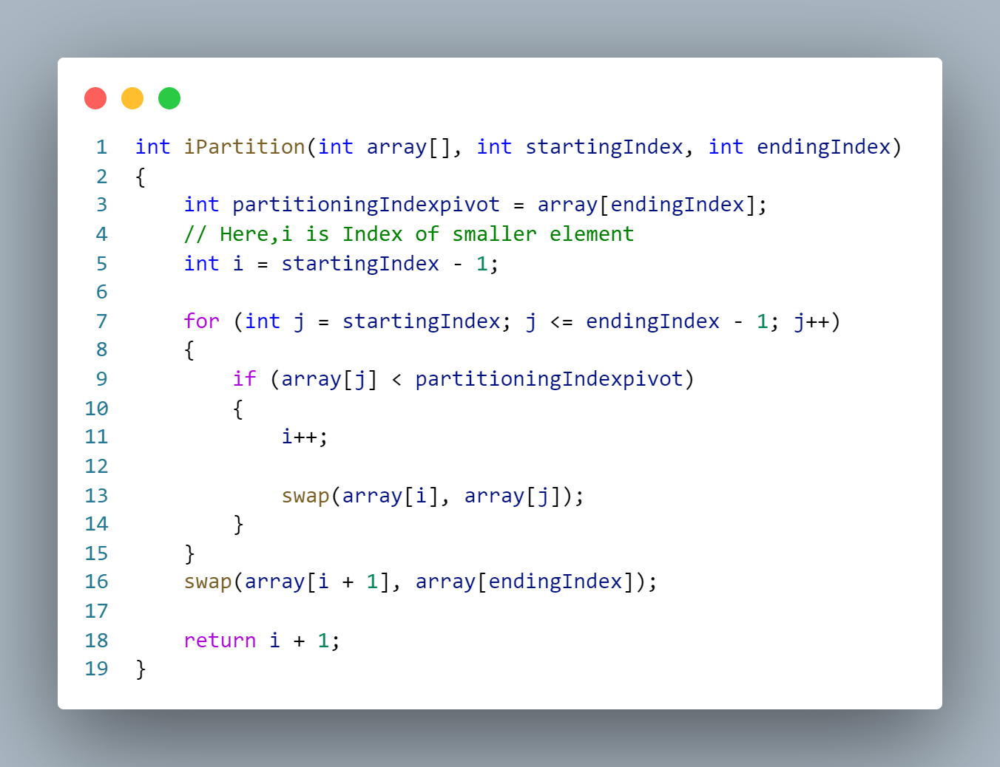 1 int iPartition(int array[], int startingIndex, int endingIndex)
2 {
3     int partitioningIndexpivot = array[endingIndex];
4     // Here,i is Index of smaller element
5     int i = startingIndex - 1;
6
7     for (int j = startingIndex; j <= endingIndex - 1; j++)
8     {
9         if (array[j] < partitioningIndexpivot)
10         {
11             i++;
12
13             swap(array[i], array[j]);
14         }
15     }
16     swap(array[i + 1], array[endingIndex]);
17
18     return i + 1;
19 }